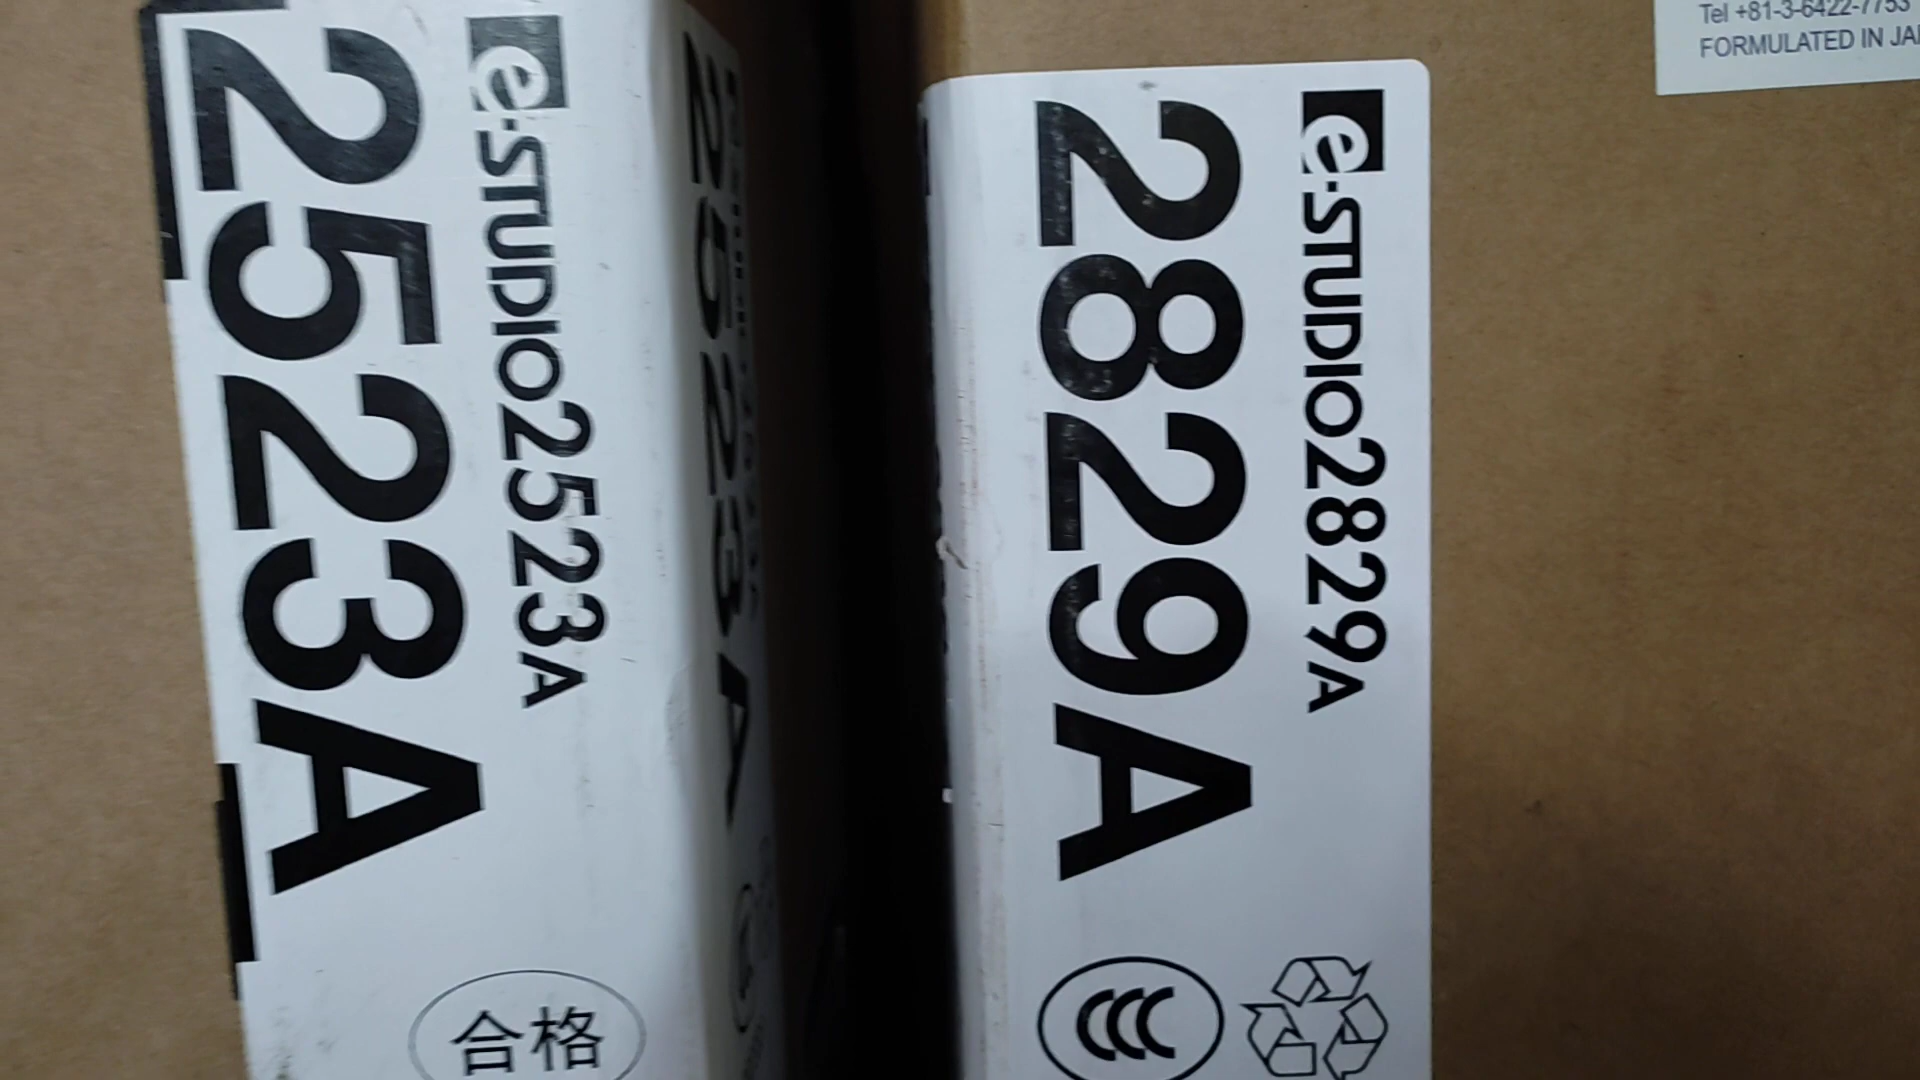 2523A
e-STUDIO2523A
合格
2523A
2829A
e-STUDIO2829A
CCC
Tel +81-3-6422-7753
FORMULATED IN JA